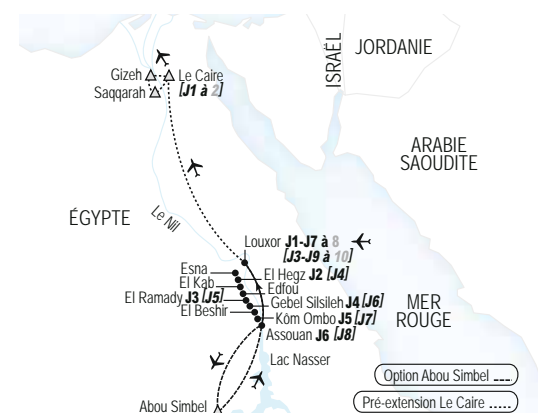 ISRAËL
JORDANIE
Gizeh
Le Caire
Saqqarah
[J1 à 2]
ARABIE
SAOUDITE
ÉGYPTE
Le Nil
Louxor J1-J7 à 8
[J3-J9 à 10]
Esna
El Hegz J2 [J4]
El Kab
Edfou
El Ramady J3 [J5]
Gebel Silsileh J4 [J6]
El Beshir
Kôm Ombo J5 [J7]
MER
ROUGE
Assouan J6 [J8]
Lac Nasser
Option Abou Simbel
Abou Simbel
Pré-extension Le Caire